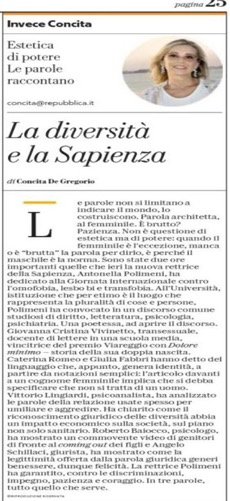 pagina 25
Invece Concita
Estetica
di potere
Le parole
raccontano
concita@repubblica.it
La diversità
e la Sapienza
di Concita De Gregorio
Le parole non si limitano a
indicare il mondo, lo
costruiscono. Parola architetta,
al femminile. È brutto?
Pazienza. Non è questione di
estetica ma di potere: quando il
femminile è l'eccezione, manca
o è "brutta" la parola per dirlo, è perché il
maschile è la norma. Sono state due ore
importanti quelle che ieri la nuova rettrice
della Sapienza, Antonella Polimeni, ha
dedicato alla Giornata internazionale contro
l'omofobia, lesbo bi e transfobia. All'Università,
istituzione che per etimo è il luogo che
rappresenta la pluralità di cose e persone,
Polimeni ha convocato in un discorso comune
studiosi di diritto, letteratura, psicologia,
psichiatria. Una poetessa, ad aprire il discorso.
Giovanna Cristina Vivinetto, transessuale,
docente di lettere in una scuola media,
vincitrice del premio Viareggio con Dolore
minimo – storia della sua doppia nascita.
Caterina Romeo e Giulia Fabbri hanno detto del
linguaggio che, appunto, genera identità, a
partire da notazioni semplici: l'articolo davanti
a un cognome femminile implica che si debba
specificare che non si tratta di un uomo.
Vittorio Lingiardi, psicoanalista, ha analizzato
le parole della relazione usate spesso per
umiliare e aggredire. Ha chiarito come il
riconoscimento giuridico delle diversità abbia
un impatto economico sulla società, sul piano
non solo sanitario. Roberto Baiocco, psicologo,
ha mostrato un commovente video di genitori
di fronte al coming out dei figli e Angelo
Schillaci, giurista, ha mostrato come la
legittimità offerta dalla parola giuridica generi
benessere, dunque felicità. La rettrice Polimeni
ha garantito, contro le discriminazioni,
impegno, pazienza e coraggio. In tre parole,
tutto quello che serve.
©RIPRODUZIONE RISERVATA